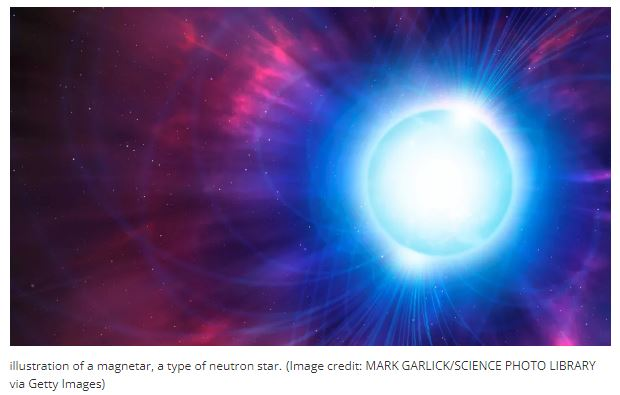 illustration of a magnetar, a type of neutron star. (Image credit: MARK GARLICK/SCIENCE PHOTO LIBRARY
via Getty Images)